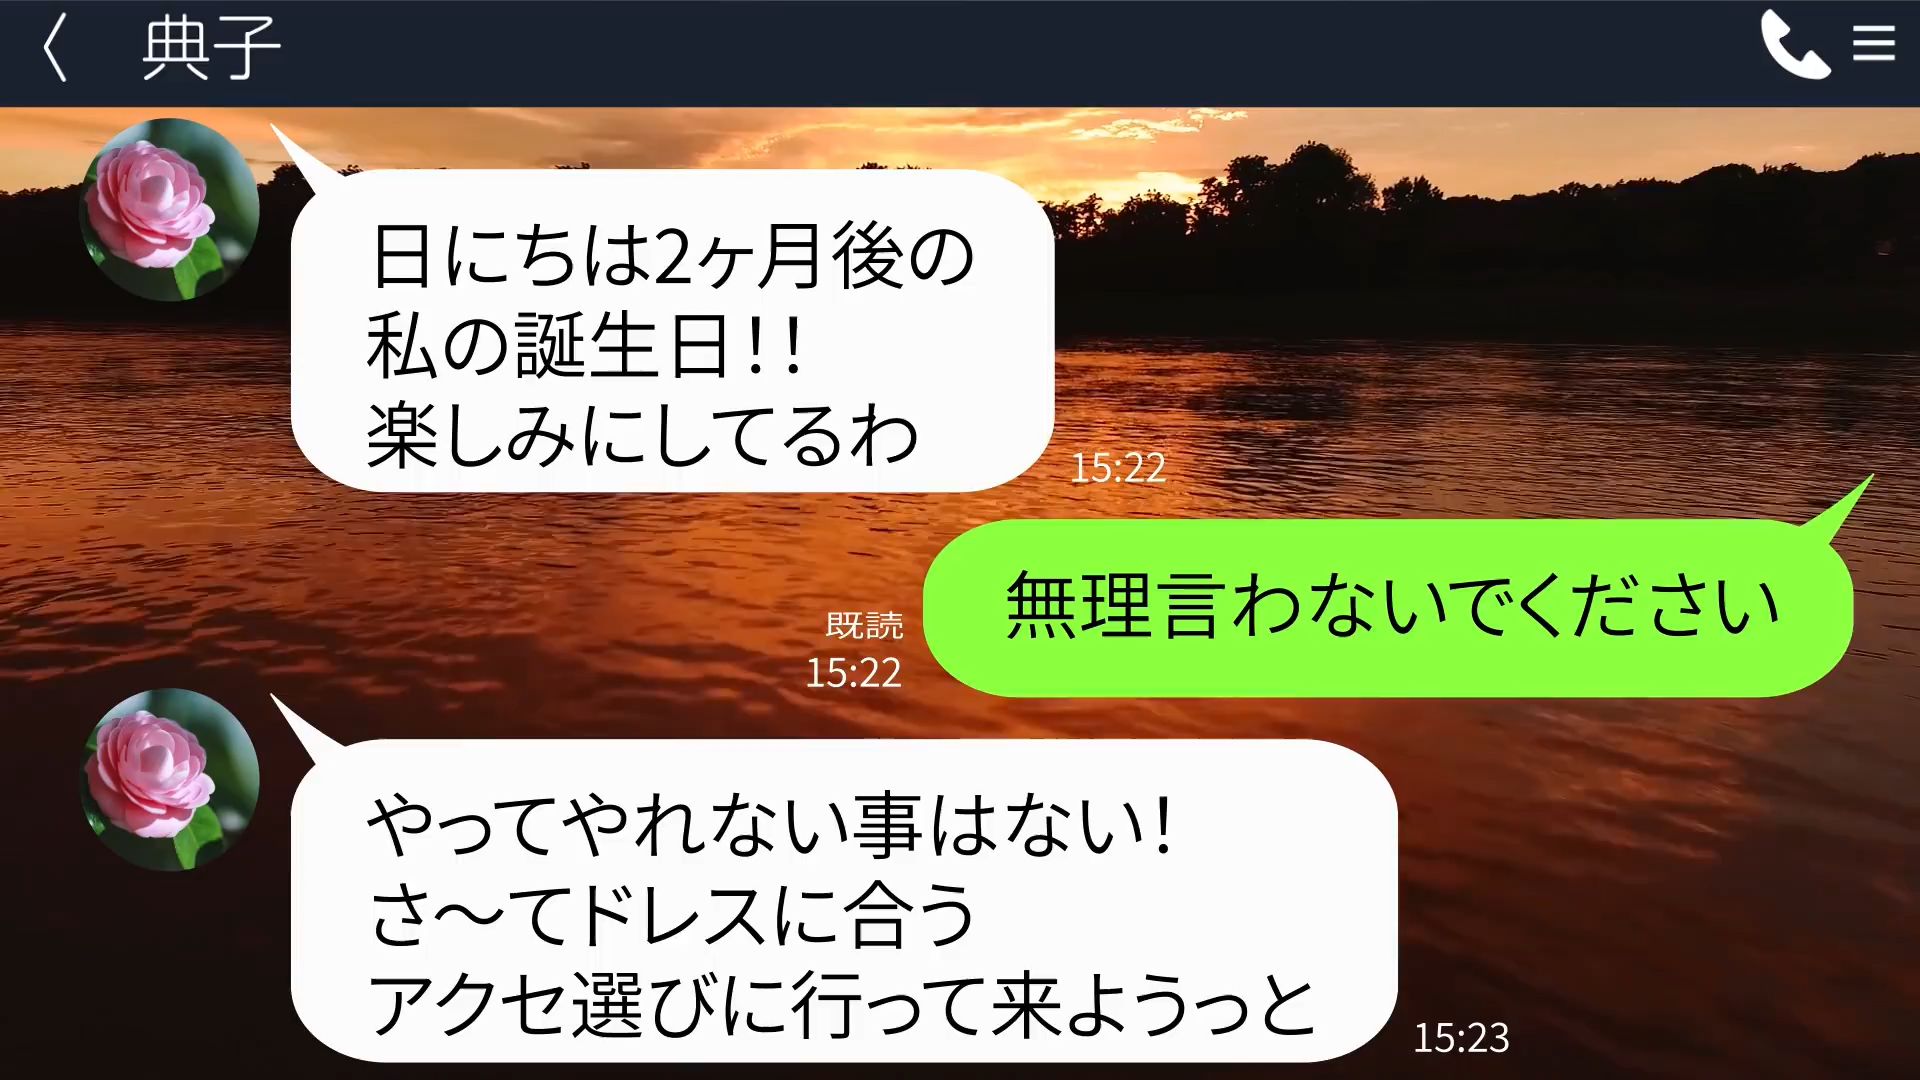 典子
日にちは2ヶ月後の
私の誕生日！！
楽しみにしてるわ
15:22
無理言わないでください
既読
15:22
やってやれない事はない！
さ～てドレスに合う
アクセ選びに行って来ようっと
15:23